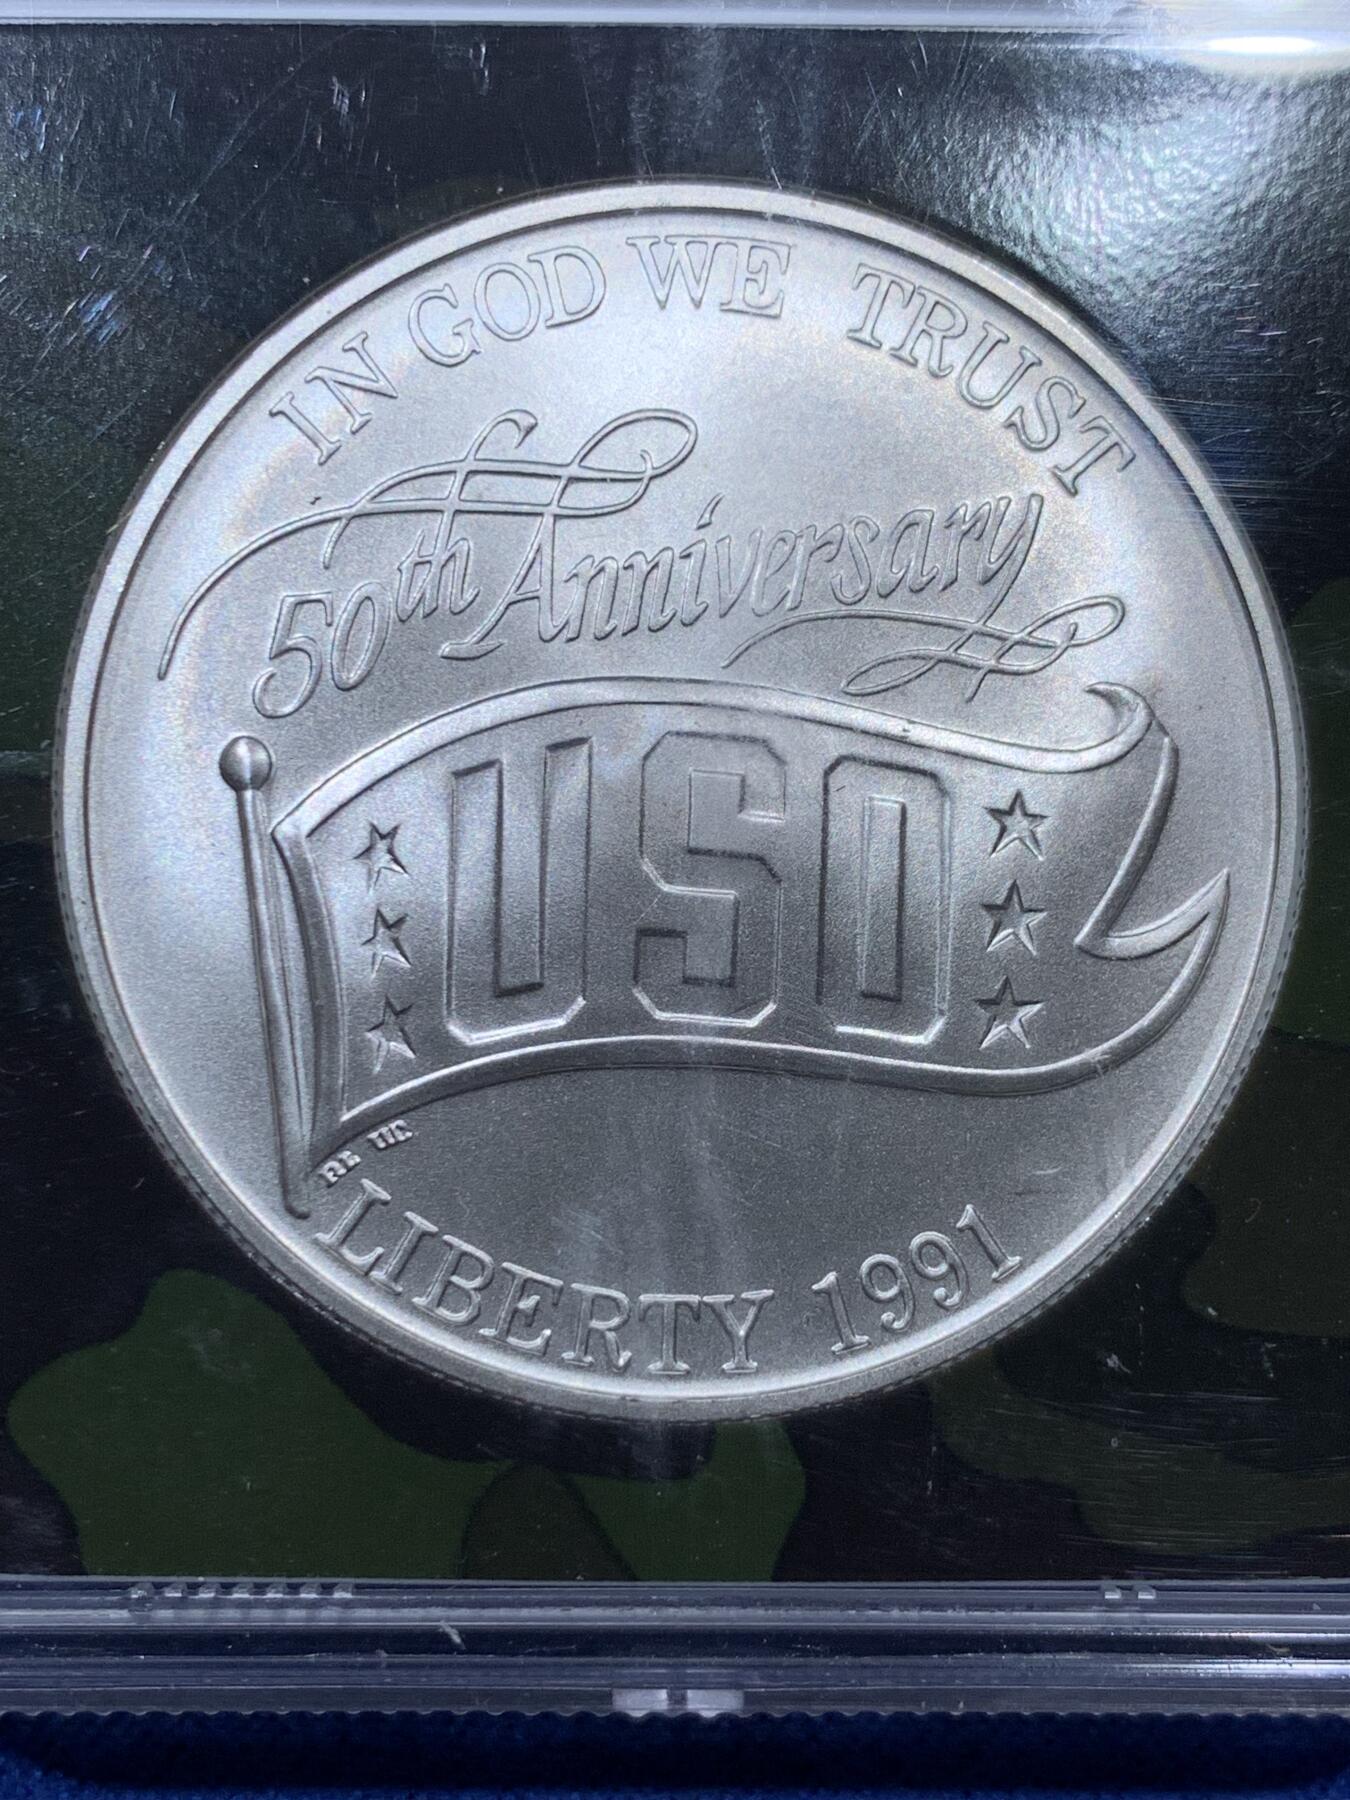 IN GOD WE TRUST
50th Anniversary
USO
LIBERTY 1991